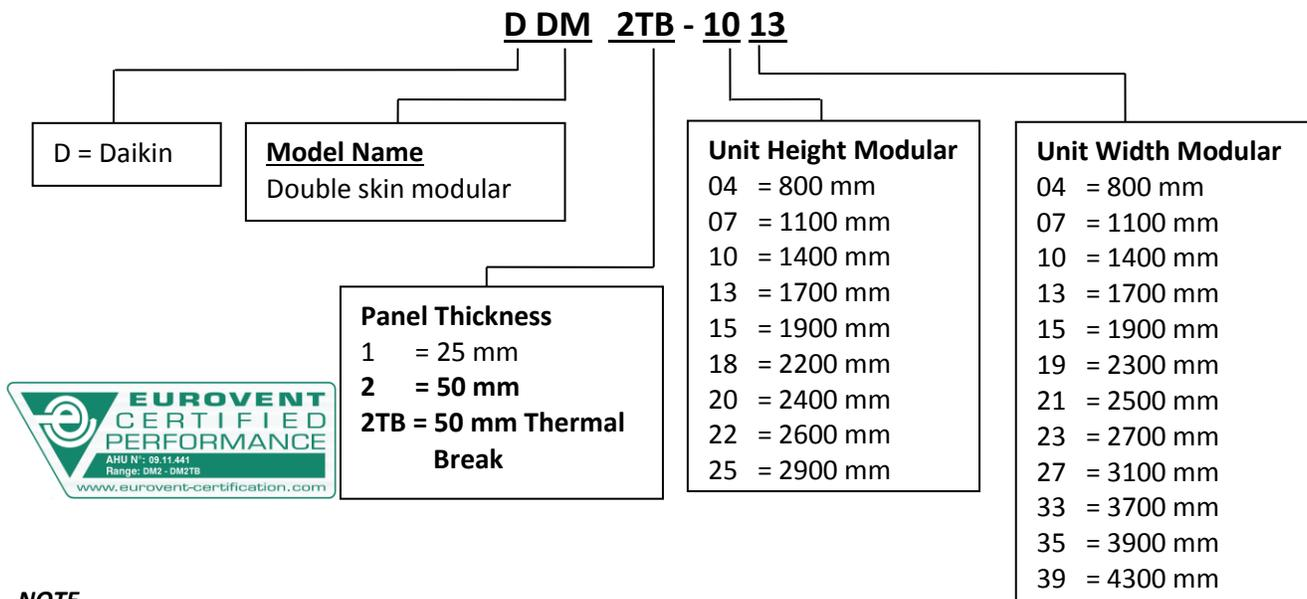 D DM 2TB - 10 13
D = Daikin
Model Name
Double skin modular
Panel Thickness
1 = 25 mm
2 = 50 mm
2TB = 50 mm Thermal
Break
Unit Height Modular
04 = 800 mm
07 = 1100 mm
10 = 1400 mm
13 = 1700 mm
15 = 1900 mm
18 = 2200 mm
20 = 2400 mm
22 = 2600 mm
25 = 2900 mm
Unit Width Modular
04 = 800 mm
07 = 1100 mm
10 = 1400 mm
13 = 1700 mm
15 = 1900 mm
19 = 2300 mm
21 = 2500 mm
23 = 2700 mm
27 = 3100 mm
33 = 3700 mm
35 = 3900 mm
39 = 4300 mm
EUROVENT
CERTIFIED
PERFORMANCE
AHU N°: 09.11.441
Range: DM2 - DM2TB
www.eurovent-certification.com
NOTE